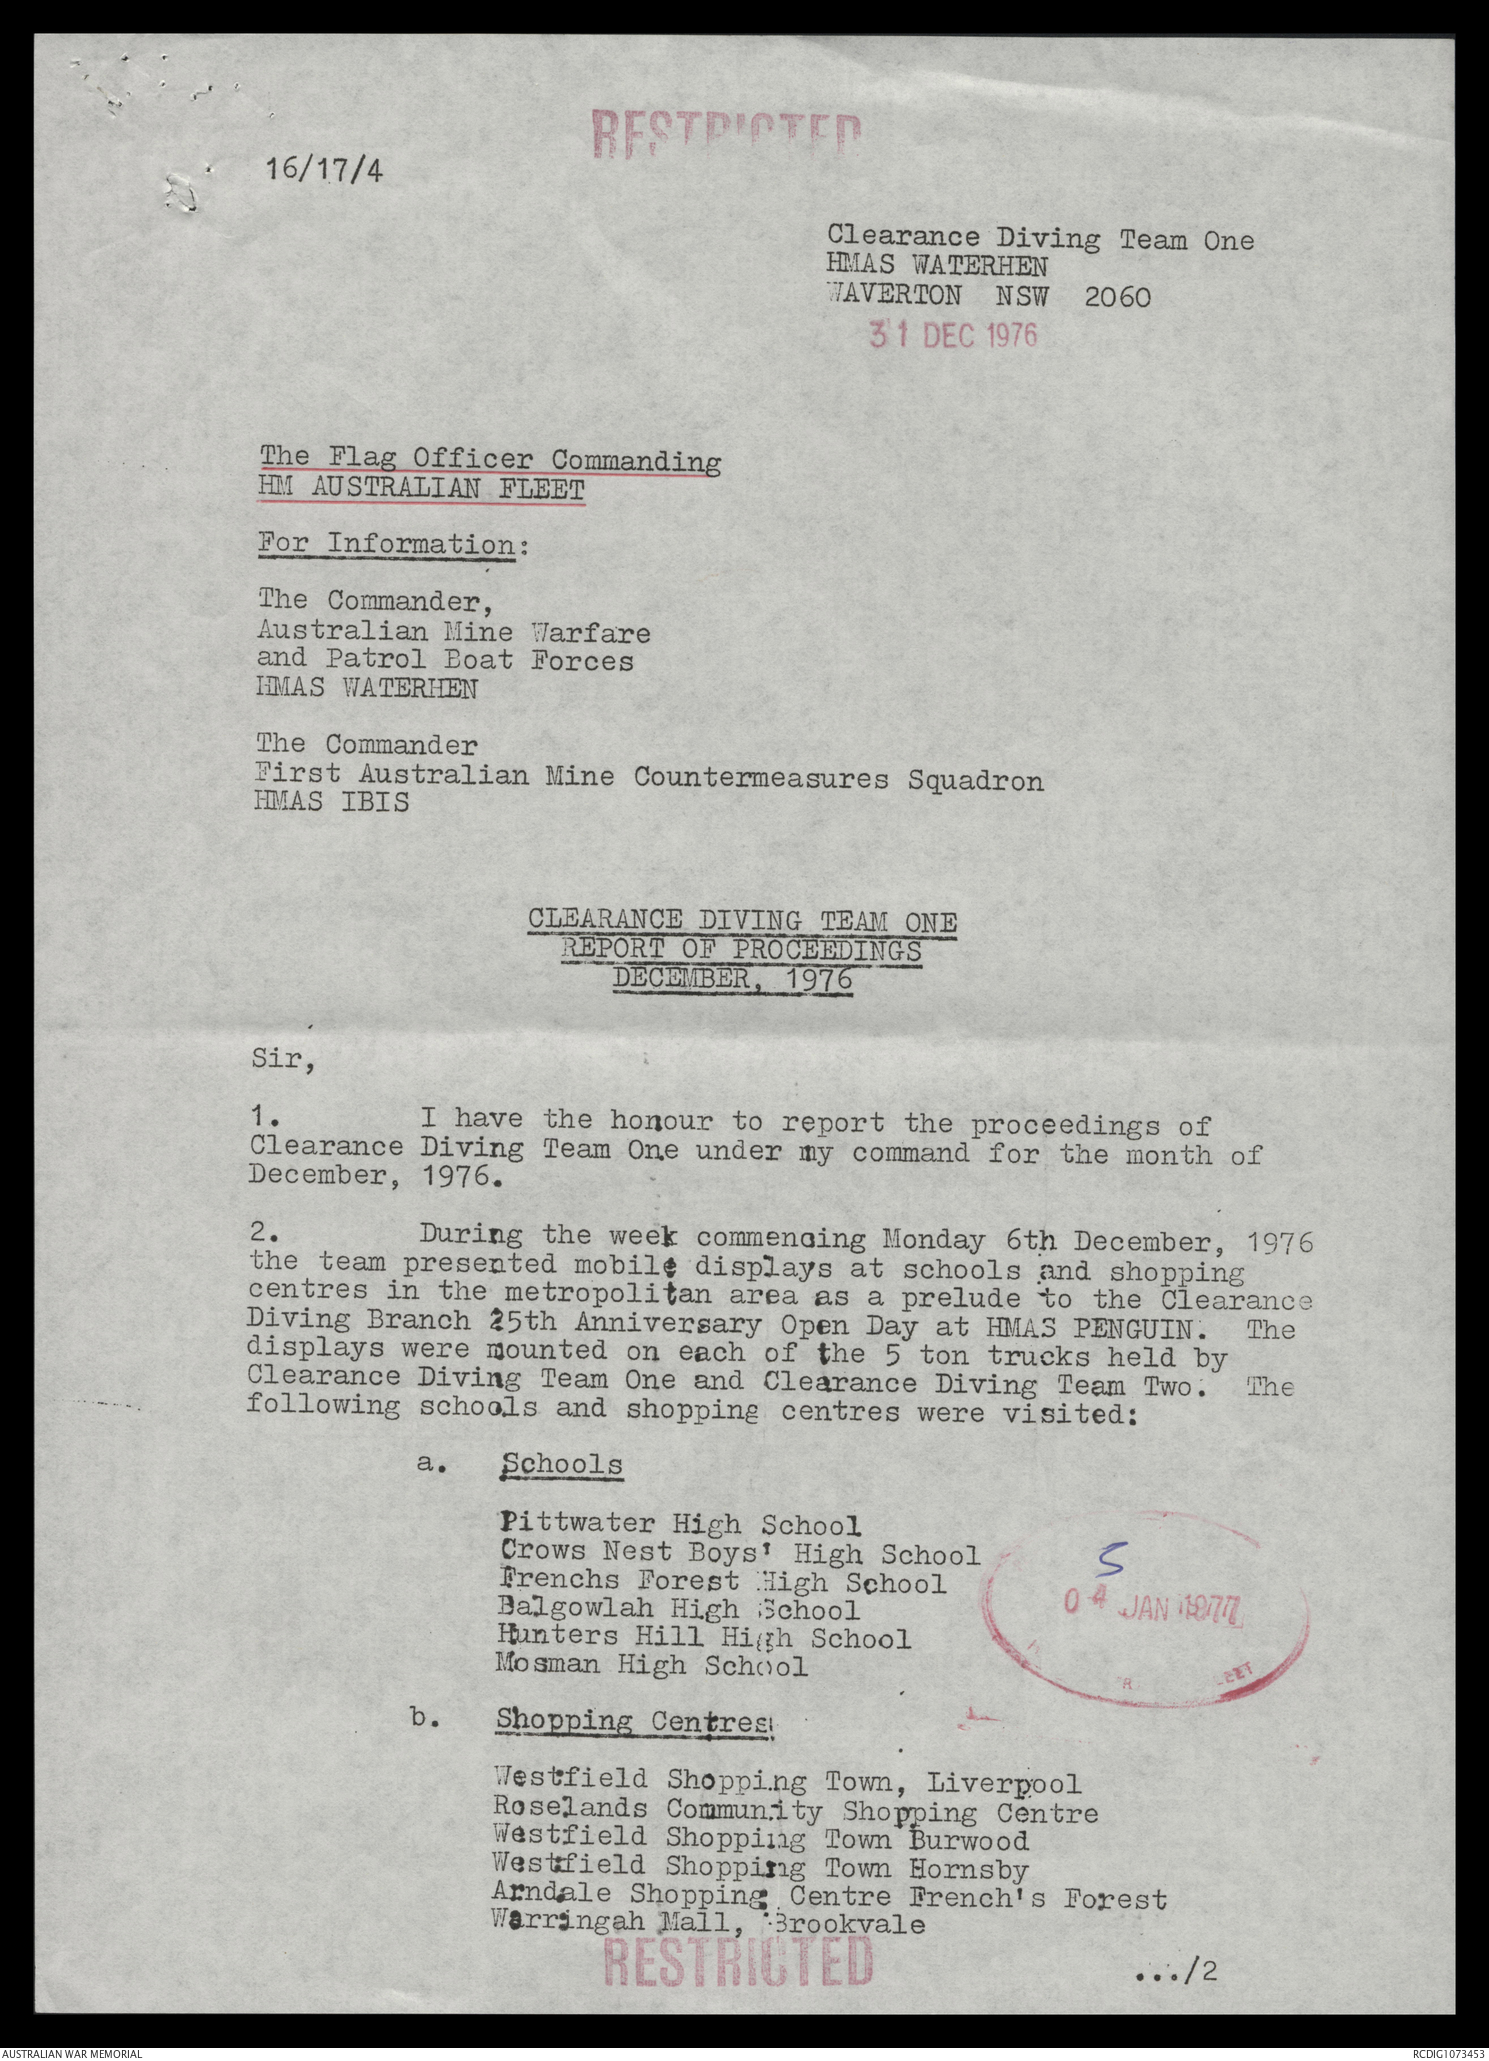 RESTRICTED
16/17/4
Clearance Diving Team One
HMAS WATERHEN
WAVERTON NSW 2060
31 DEC 1976
The Flag Officer Commanding
HM AUSTRALIAN FLEET
For Information:
The Commander,
Australian Mine Warfare
and Patrol Boat Forces
HMAS WATERHEN
The Commander
First Australian Mine Countermeasures Squadron
HMAS IBIS
CLEARANCE DIVING TEAM ONE
REPORT OF PROCEEDINGS
DECEMBER, 1976
Sir,
1. I have the honour to report the proceedings of
Clearance Diving Team One under my command for the month of
December, 1976.
2. During the week commencing Monday 6th December, 1976
the team presented mobile displays at schools and shopping
centres in the metropolitan area as a prelude to the Clearance
Diving Branch 25th Anniversary Open Day at HMAS PENGUIN. The
displays were mounted on each of the 5 ton trucks held by
Clearance Diving Team One and Clearance Diving Team Two. The
following schools and shopping centres were visited:
a. Schools
Pittwater High School
Crows Nest Boys' High School
Frenchs Forest High School
Balgowlah High School
Hunters Hill High School
Mosman High School
5
04 JAN 1977
b. Shopping Centres
Westfield Shopping Town, Liverpool
Roselands Community Shopping Centre
Westfield Shopping Town Burwood
Westfield Shopping Town Hornsby
Arndale Shopping Centre French's Forest
Warringah Mall, Brookvale
RESTRICTED
.../2
AUSTRALIAN WAR MEMORIAL
RCDIG1073453